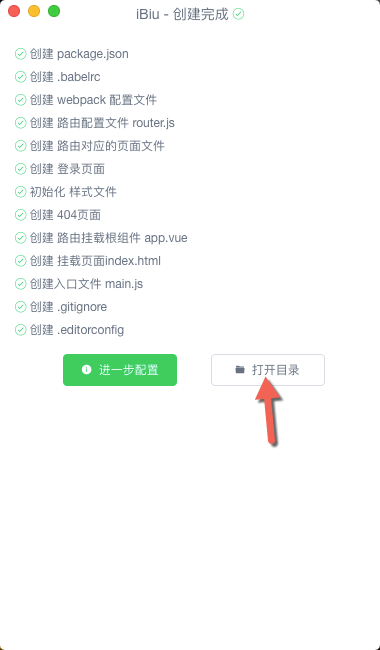 iBiu - 创建完成
创建 package.json
创建 .babelrc
创建 webpack 配置文件
创建 路由配置文件 router.js
创建 路由对应的页面文件
创建 登录页面
初始化 样式文件
创建 404页面
创建 路由挂载根组件 app.vue
创建 挂载页面index.html
创建入口文件 main.js
创建 .gitignore
创建 .editorconfig
进一步配置 打开目录